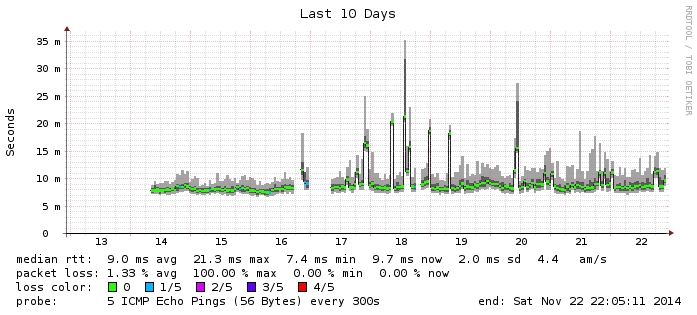 Last 10 Days
RRDTOOL / TOBI OETIKER
Seconds
35 m
30 m
25 m
20 m
15 m
10 m
5 m
0
13 14 15 16 17 18 19 20 21 22
median rtt: 9.0 ms avg 21.3 ms max 7.4 ms min 9.7 ms now 2.0 ms sd 4.4 am/s
packet loss: 1.33 % avg 100.00 % max 0.00 % min 0.00 % now
loss color: 0 1/5 2/5 3/5 4/5
probe: 5 ICMP Echo Pings (56 Bytes) every 300s end: Sat Nov 22 22:05:11 2014